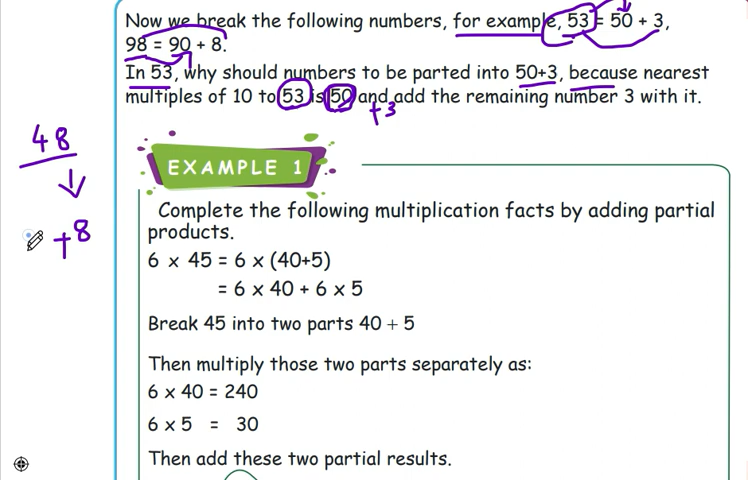 Now we break the following numbers, for example, 53 = 50 + 3,
98 = 90 + 8.
In 53, why should numbers to be parted into 50+3, because nearest
multiples of 10 to 53 is 50 and add the remaining number 3 with it.
+3
48
+8
EXAMPLE 1
Complete the following multiplication facts by adding partial
products.
6 x 45 = 6 x (40+5)
= 6 x 40 + 6 x 5
Break 45 into two parts 40 + 5
Then multiply those two parts separately as:
6 x 40 = 240
6 x 5 = 30
Then add these two partial results.